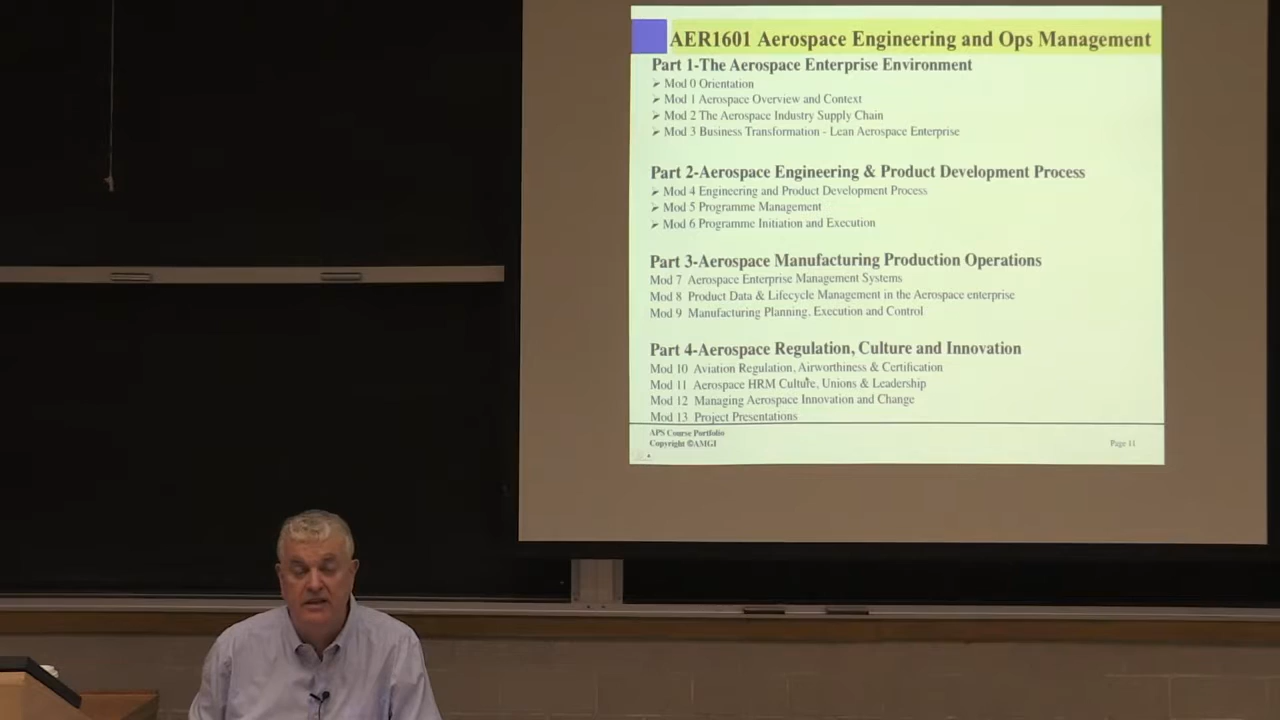 AER1601 Aerospace Engineering and Ops Management
Part 1-The Aerospace Enterprise Environment
➢ Mod 0 Orientation
➢ Mod 1 Aerospace Overview and Context
➢ Mod 2 The Aerospace Industry Supply Chain
➢ Mod 3 Business Transformation - Lean Aerospace Enterprise
Part 2-Aerospace Engineering & Product Development Process
➢ Mod 4 Engineering and Product Development Process
➢ Mod 5 Programme Management
➢ Mod 6 Programme Initiation and Execution
Part 3-Aerospace Manufacturing Production Operations
Mod 7 Aerospace Enterprise Management Systems
Mod 8 Product Data & Lifecycle Management in the Aerospace enterprise
Mod 9 Manufacturing Planning, Execution and Control
Part 4-Aerospace Regulation, Culture and Innovation
Mod 10 Aviation Regulation, Airworthiness & Certification
Mod 11 Aerospace HRM Culture, Unions & Leadership
Mod 12 Managing Aerospace Innovation and Change
Mod 13 Project Presentations
APS Course Portfolio
Copyright ©AMGI
Page 11